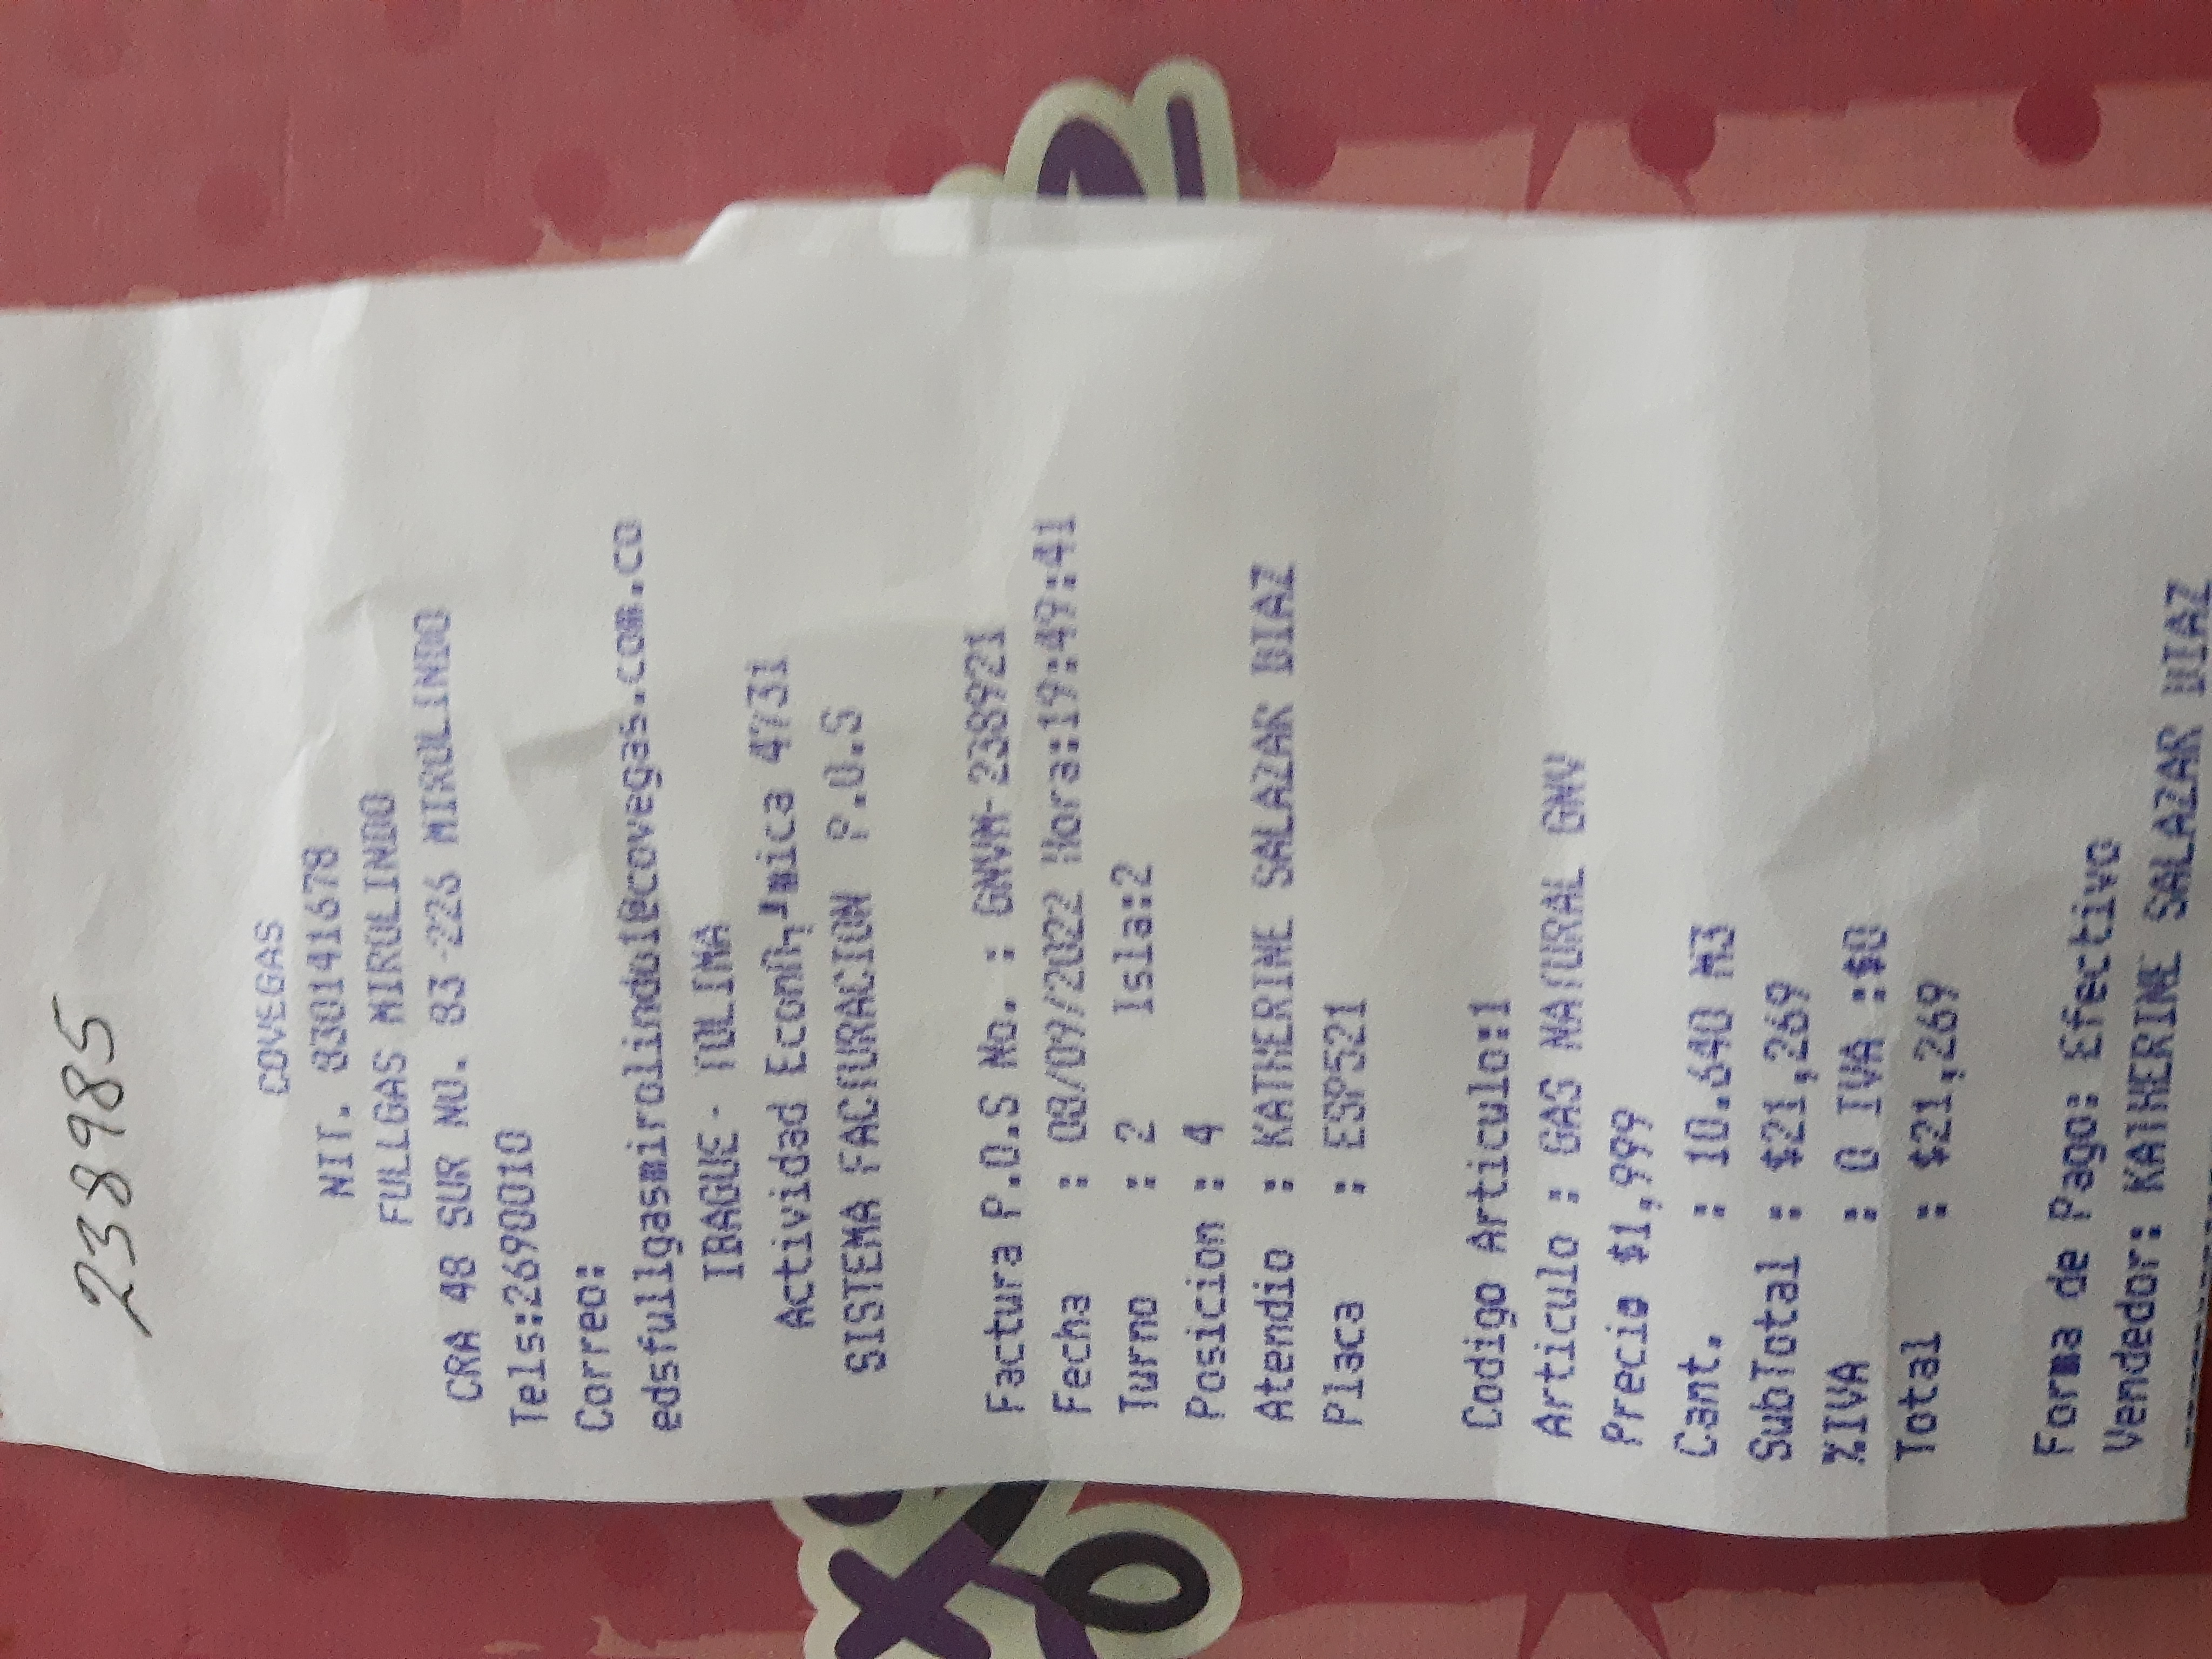 238985
COVEGAS
NIT. 830141678
FULLGAS MIROLINDO
CRA 48 SUR NO. 83-226 MIROLINDO
Tels:2690010
Correo:
edsfullgasmirolindo1@covegas.com.co
IBAGUE - TOLIMA
Actividad 4731
SISTEMA FACTURACION P.O.S
Factura P.O.S No. : GNVM-238921
Fecha : 08/09/2022 Hora:19:49:41
Turno : 2 Isla:2
Posicion : 4
Atendio : KATHERINE SALAZAR DIAZ
Placa : ESP521
Codigo Articulo:1
Articulo : GAS NATURAL GNV
Precio $1,999
Cant. : 10.640 M3
SubTotal : $21,269
%IVA : 0 IVA :$0
Total : $21,269
Forma de Pago: Efectivo
Vendedor: KATHERINE SALAZAR DIAZ